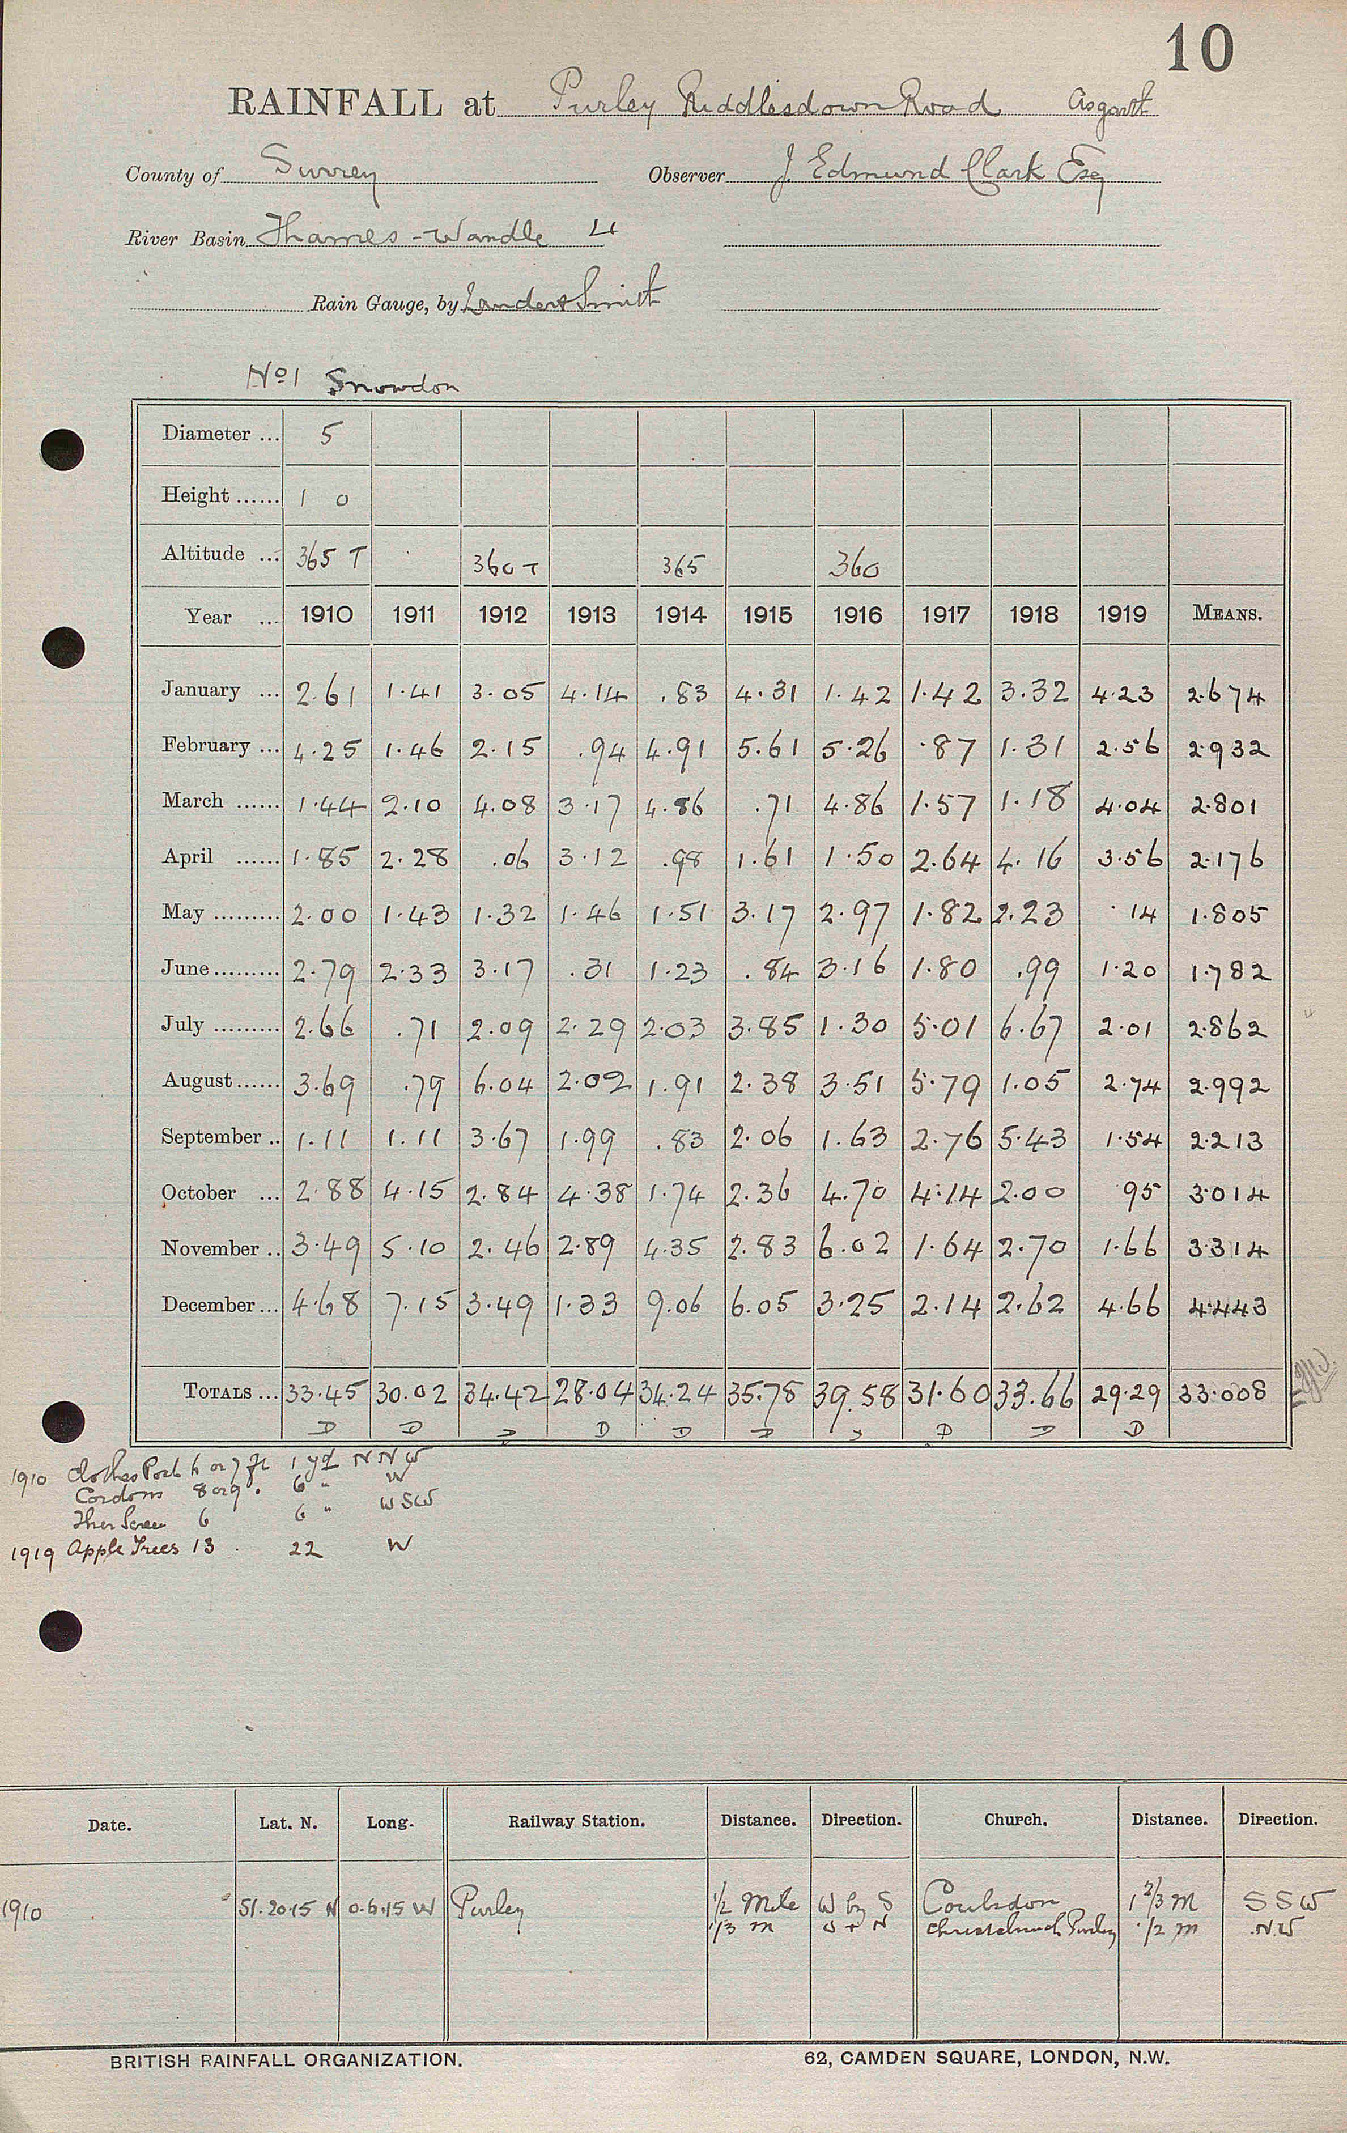 10
RAINFALL at Purley Riddlesdown Road Asgarth
County of Surrey Observer J Edmund Clark Esq
River Basin Thames - Wandle 4
Rain Gauge, by Lander & Smith
No 1 Snowdon
Diameter ... 5
Height ...... 1 0
Altitude ... 365 T 360 T 365 360
Year ... 1910 1911 1912 1913 1914 1915 1916 1917 1918 1919 MEANS.
January ... 2.61 1.41 3.05 4.14 .83 4.31 1.42 1.42 3.32 4.23 2.674
February ... 4.25 1.46 2.15 .94 4.91 5.61 5.26 .87 1.31 2.56 2.932
March ...... 1.44 2.10 4.08 3.17 4.86 .71 4.86 1.57 1.18 4.04 2.801
April ...... 1.85 2.28 .06 3.12 .98 1.61 1.50 2.64 4.16 3.56 2.176
May ......... 2.00 1.43 1.32 1.46 1.51 3.17 2.97 1.82 2.23 .14 1.805
June ......... 2.79 2.33 3.17 .31 1.23 .84 3.16 1.80 .99 1.20 1.782
July ......... 2.66 .71 2.09 2.29 2.03 3.85 1.30 5.01 6.67 2.01 2.862
August ...... 3.69 .79 6.04 2.02 1.91 2.38 3.51 5.79 1.05 2.74 2.992
September .. 1.11 1.11 3.67 1.99 .83 2.06 1.63 2.76 5.43 1.54 2.213
October ... 2.88 4.15 2.84 4.38 1.74 2.36 4.70 4.14 2.00 .95 3.014
November .. 3.49 5.10 2.46 2.89 4.35 2.83 6.02 1.64 2.70 1.66 3.314
December ... 4.68 7.15 3.49 1.33 9.06 6.05 3.25 2.14 2.62 4.66 4.443
TOTALS ... 33.45 30.02 34.42 28.04 34.24 35.78 39.58 31.60 33.66 29.29 33.008
D D D D D D D D D D
1910 Clothes Post 6 or 7 ft 1 yd N N W
Cordons 8 or 9 . 6 " W
Ther Screen 6 6 " W S W
1919 Apple Trees 13 . 22 W
Date. Lat. N. Long. Railway Station. Distance. Direction. Church. Distance. Direction.
1910 51.20.15 N 0.6.15 W Purley 1/2 Mile W by S Coulsdon 1 2/3 m S S W
1/3 m Christchurch Purley 1/2 m N.W
BRITISH RAINFALL ORGANIZATION. 62, CAMDEN SQUARE, LONDON, N.W.